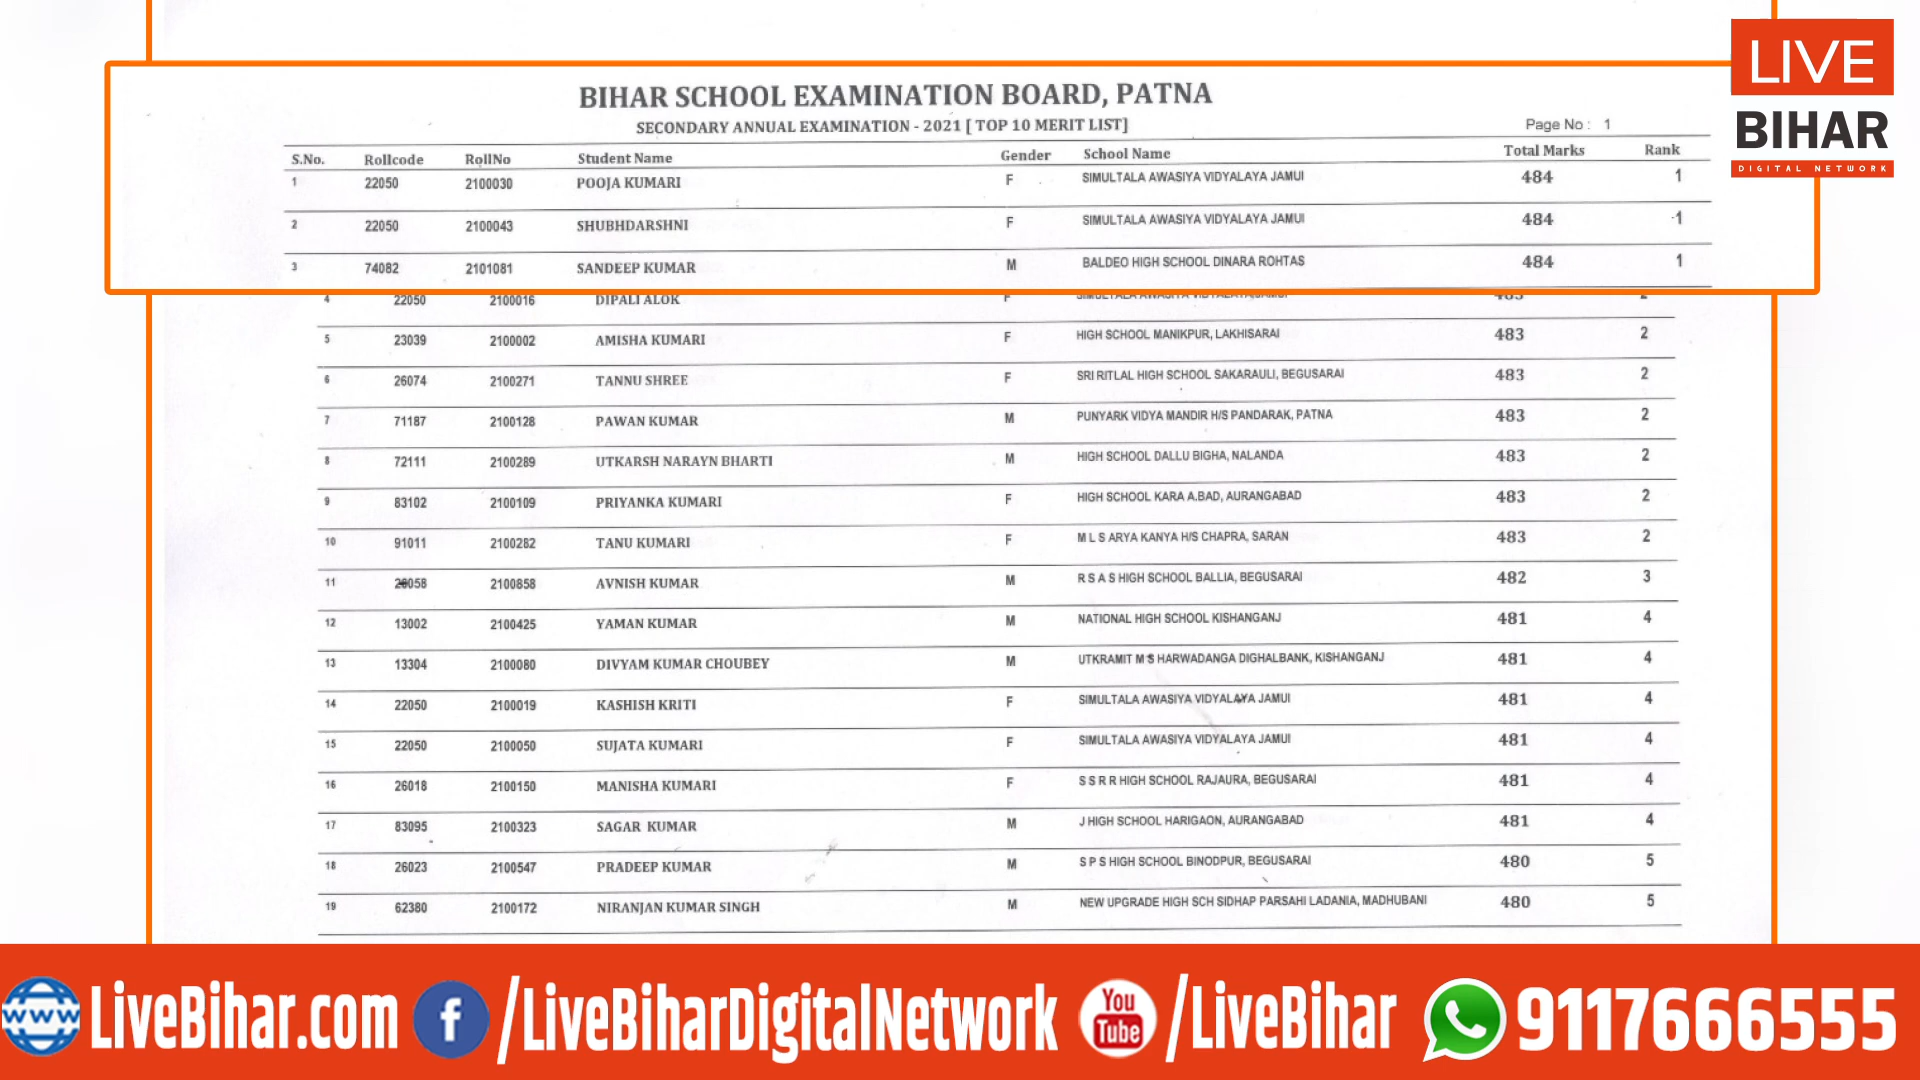 LIVE
BIHAR
DIGITAL NETWORK
BIHAR SCHOOL EXAMINATION BOARD, PATNA
SECONDARY ANNUAL EXAMINATION - 2021 [ TOP 10 MERIT LIST]
Page No : 1
S.No. Rollcode RollNo Student Name Gender School Name Total Marks Rank
1 22050 2100030 POOJA KUMARI F SIMULTALA AWASIYA VIDYALAYA JAMUI 484 1
2 22050 2100043 SHUBHDARSHNI F SIMULTALA AWASIYA VIDYALAYA JAMUI 484 1
3 74082 2101081 SANDEEP KUMAR M BALDEO HIGH SCHOOL DINARA ROHTAS 484 1
4 22050 2100016 DIPALI ALOK F SIMULTALA AWASIYA VIDYALAYA JAMUI 483 2
5 23039 2100002 AMISHA KUMARI F HIGH SCHOOL MANIKPUR, LAKHISARAI 483 2
6 26074 2100271 TANNU SHREE F SRI RITLAL HIGH SCHOOL SAKARAULI, BEGUSARAI 483 2
7 71187 2100128 PAWAN KUMAR M PUNYARK VIDYA MANDIR H/S PANDARAK, PATNA 483 2
8 72111 2100289 UTKARSH NARAYN BHARTI M HIGH SCHOOL DALLU BIGHA, NALANDA 483 2
9 83102 2100109 PRIYANKA KUMARI F HIGH SCHOOL KARA A.BAD, AURANGABAD 483 2
10 91011 2100282 TANU KUMARI F M L S ARYA KANYA H/S CHAPRA, SARAN 483 2
11 26058 2100858 AVNISH KUMAR M R S A S HIGH SCHOOL BALLIA, BEGUSARAI 482 3
12 13002 2100425 YAMAN KUMAR M NATIONAL HIGH SCHOOL KISHANGANJ 481 4
13 13304 2100080 DIVYAM KUMAR CHOUBEY M UTKRAMIT M S HARWADANGA DIGHALBANK, KISHANGANJ 481 4
14 22050 2100019 KASHISH KRITI F SIMULTALA AWASIYA VIDYALAYA JAMUI 481 4
15 22050 2100050 SUJATA KUMARI F SIMULTALA AWASIYA VIDYALAYA JAMUI 481 4
16 26018 2100150 MANISHA KUMARI F S S R R HIGH SCHOOL RAJAURA, BEGUSARAI 481 4
17 83095 2100323 SAGAR KUMAR M J HIGH SCHOOL HARIGAON, AURANGABAD 481 4
18 26023 2100547 PRADEEP KUMAR M S P S HIGH SCHOOL BINODPUR, BEGUSARAI 480 5
19 62380 2100172 NIRANJAN KUMAR SINGH M NEW UPGRADE HIGH SCH SIDHAP PARSAHI LADANIA, MADHUBANI 480 5
www LiveBihar.com f /LiveBiharDigitalNetwork You Tube /LiveBihar 9117666555